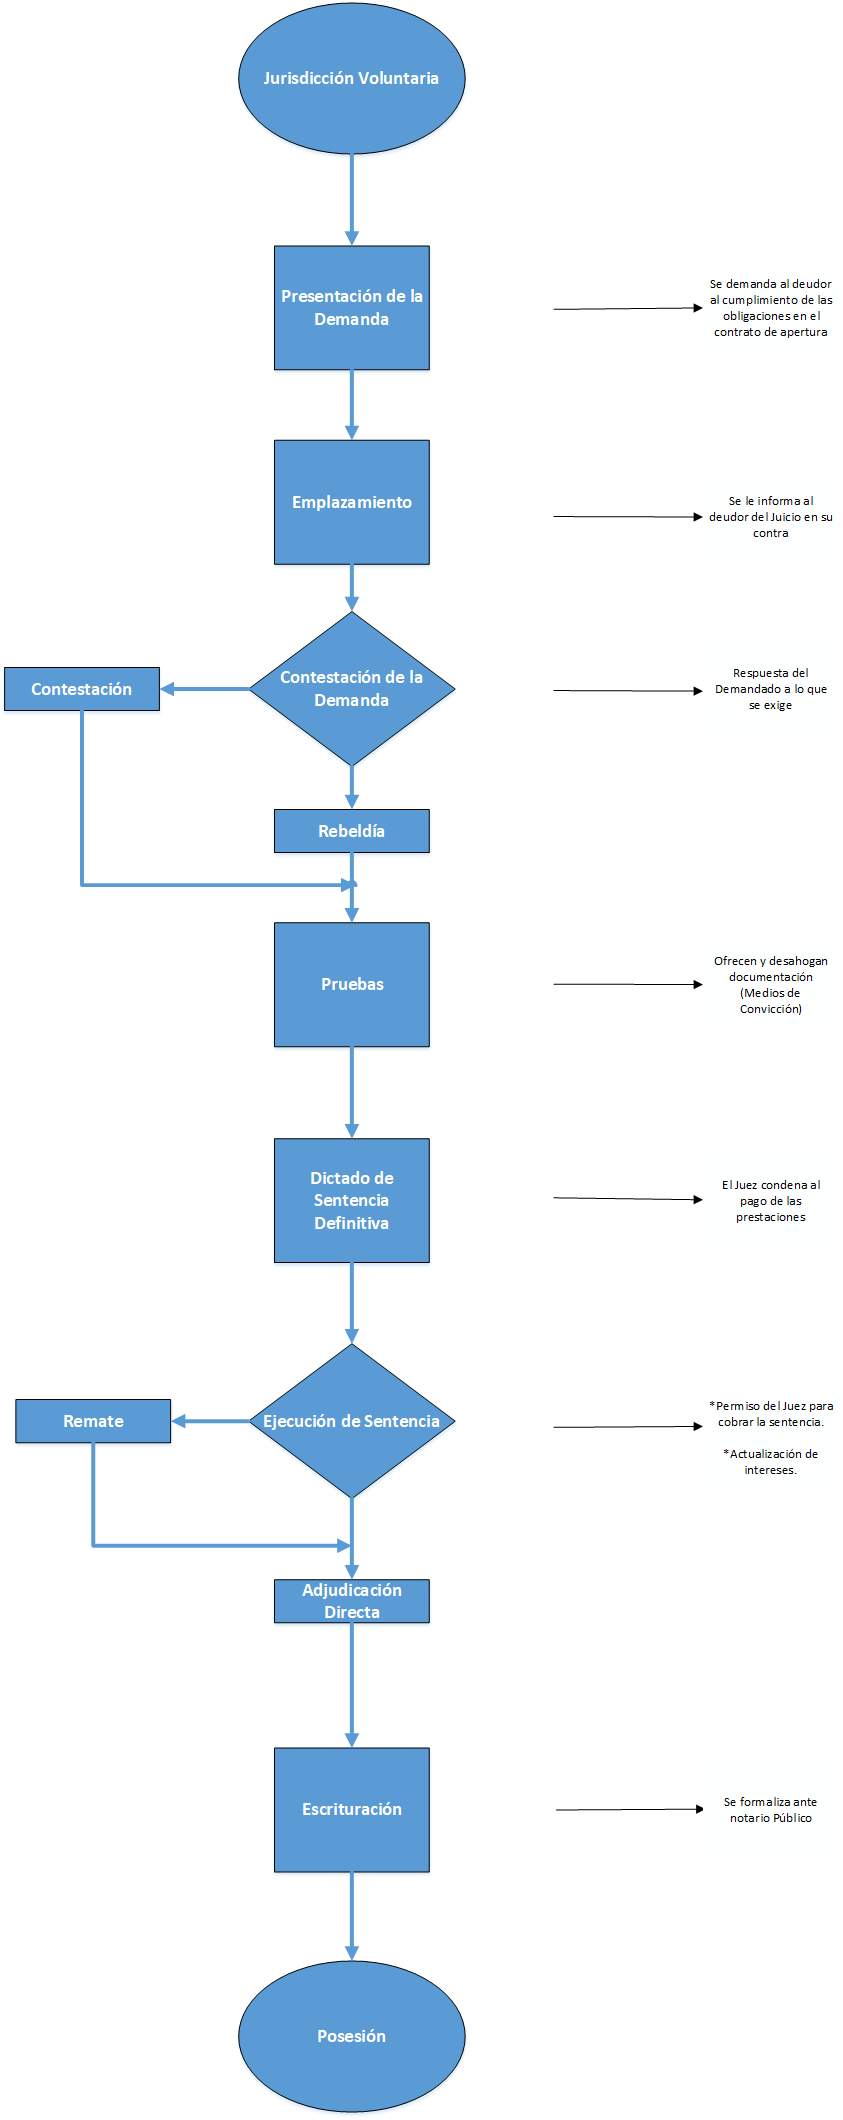 Jurisdicción Voluntaria
Presentación de la
Demanda
Se demanda al deudor
al cumplimiento de las
obligaciones en el
contrato de apertura
Emplazamiento
Se le informa al
deudor del Juicio en su
contra
Contestación de la
Demanda
Contestación
Respuesta del
Demandado a lo que
se exige
Rebeldía
Pruebas
Ofrecen y desahogan
documentación
(Medios de
Convicción)
Dictado de
Sentencia
Definitiva
El Juez condena al
pago de las
prestaciones
Ejecución de Sentencia
Remate
*Permiso del Juez para
cobrar la sentencia.
*Actualización de
intereses.
Adjudicación
Directa
Escrituración
Se formaliza ante
notario Público
Posesión